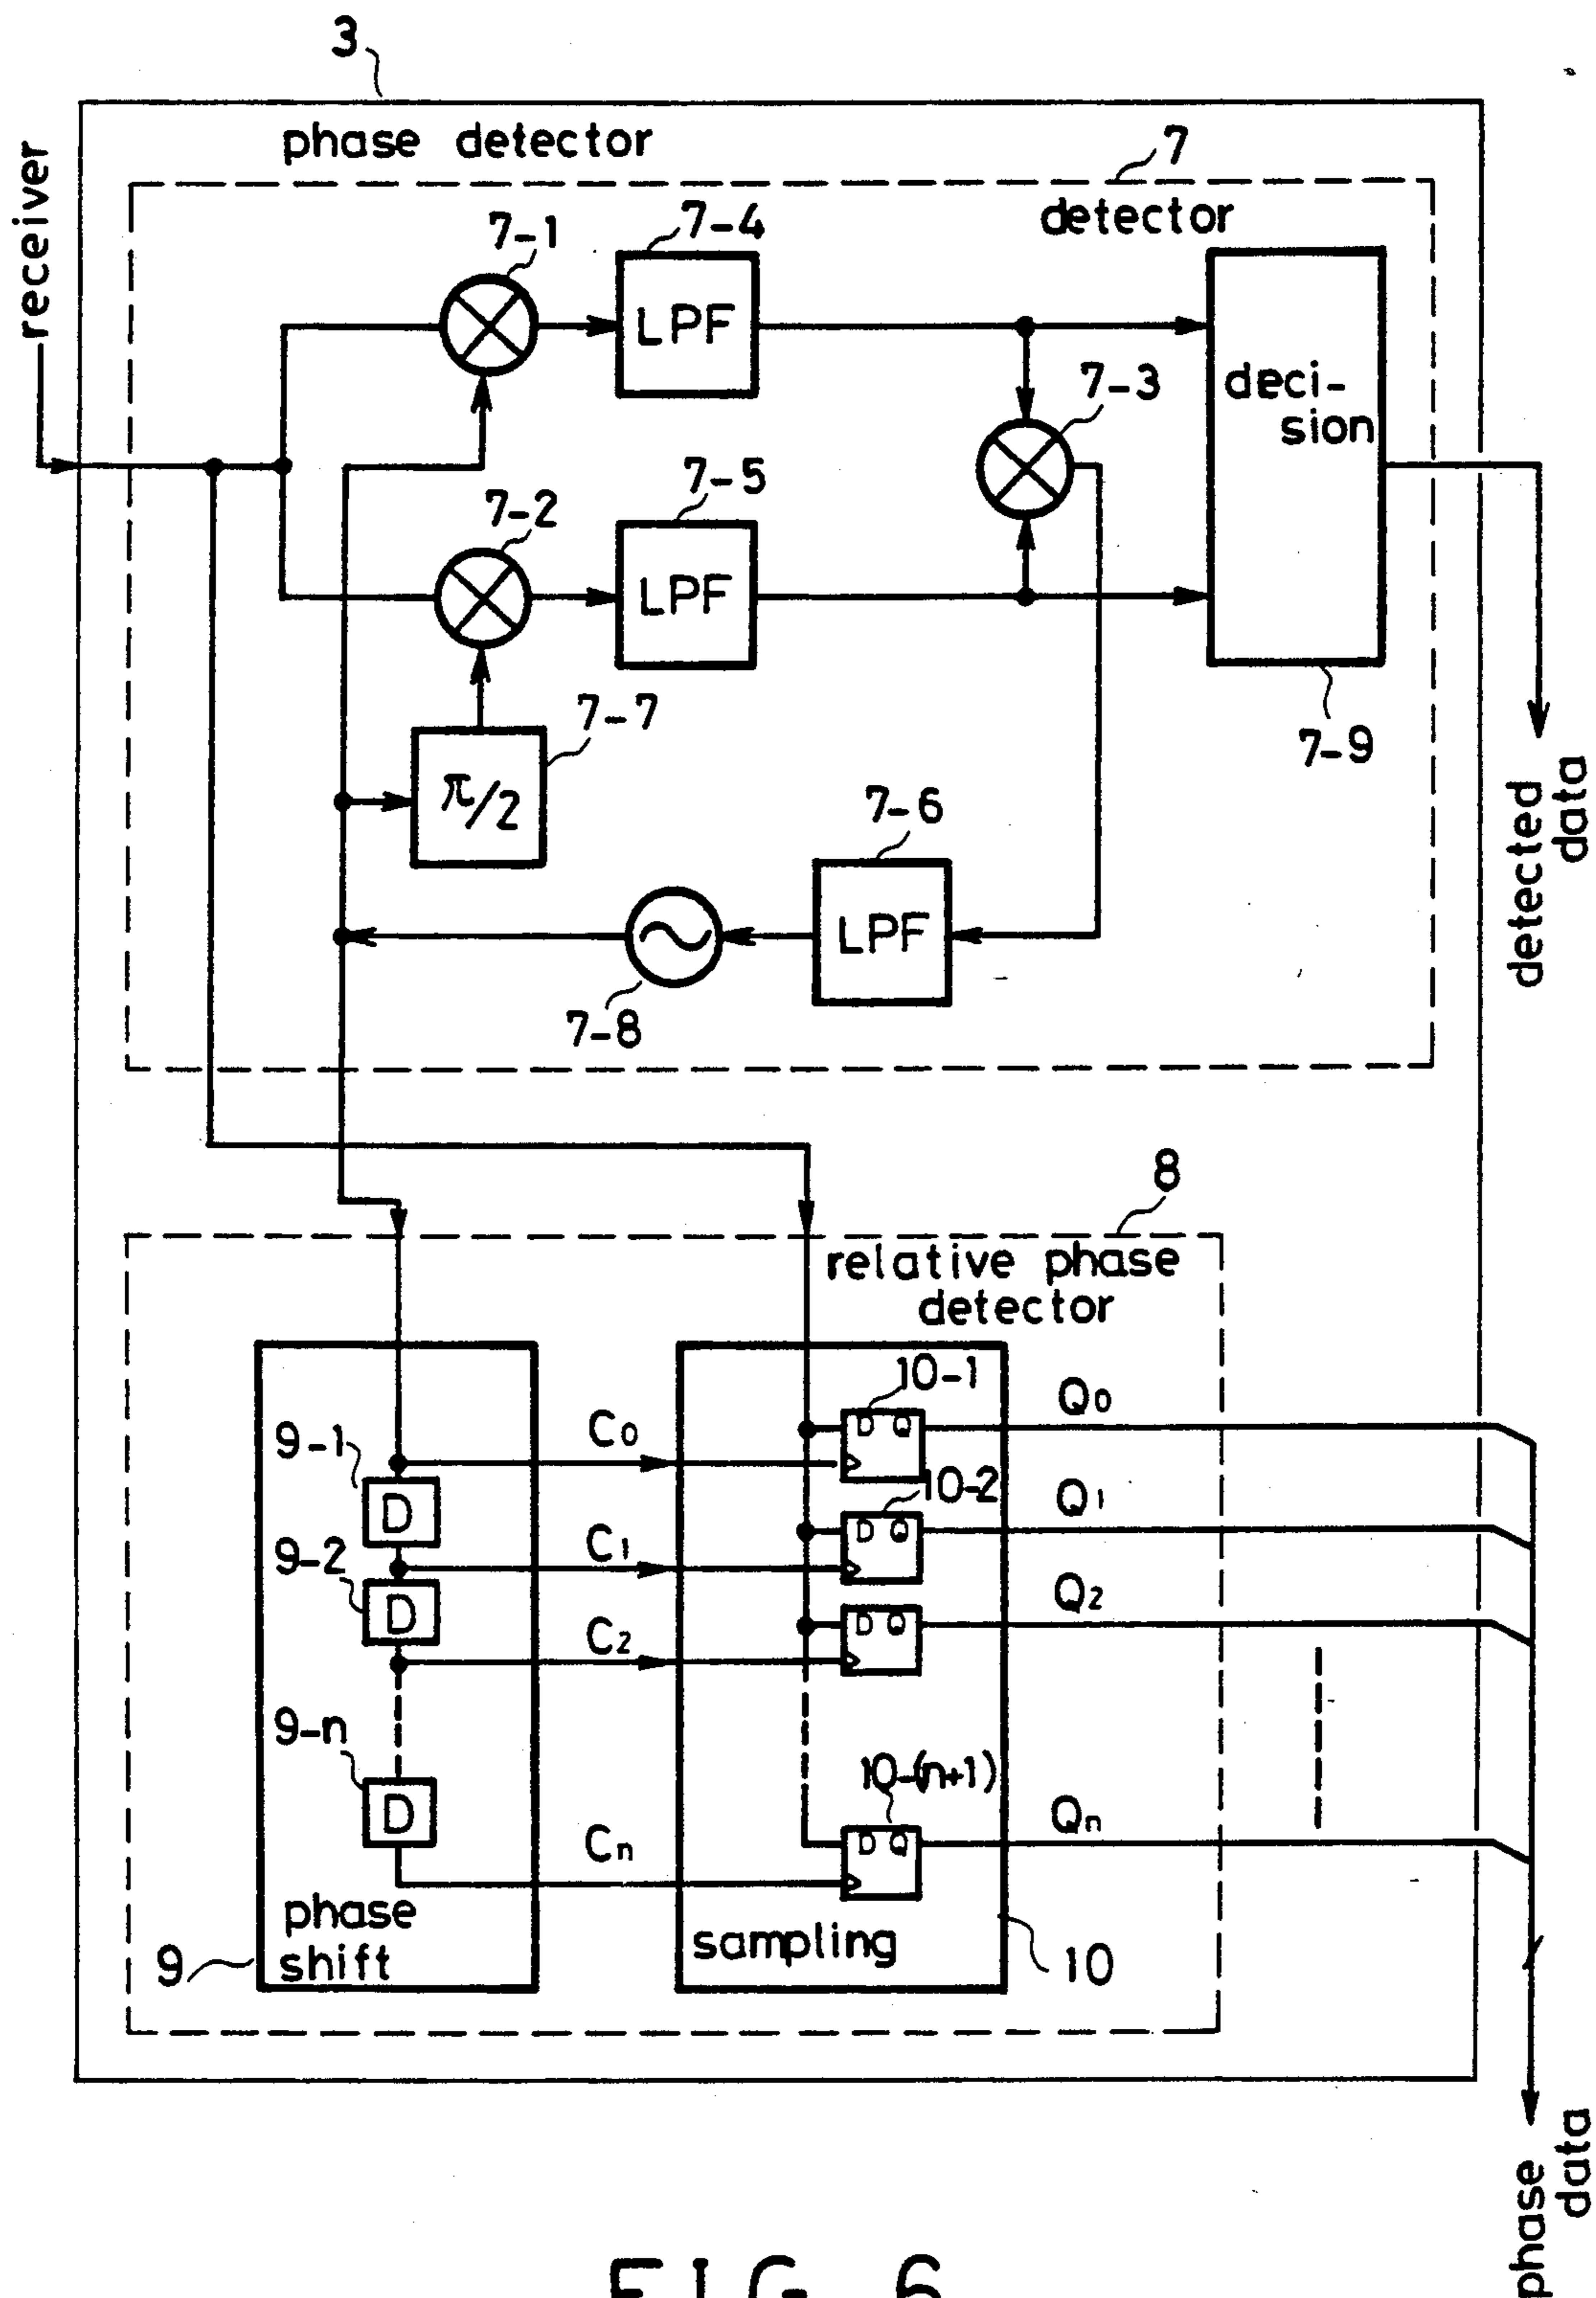 3
phase detector
receiver
7
detector
7-1
7-4
LPF
deci-
sion
7-3
7-2
7-5
LPF
7-7
π/2
7-9
7-6
LPF
7-8
detected
data
8
relative phase
detector
10-1
9-1
C0
D Q
Q0
D
10-2
9-2
C1
D Q
Q1
D
C2
D Q
Q2
9-n
D
10-(n+1)
Cn
D Q
Qn
phase
shift
9
sampling
10
phase
data
FIG. 6